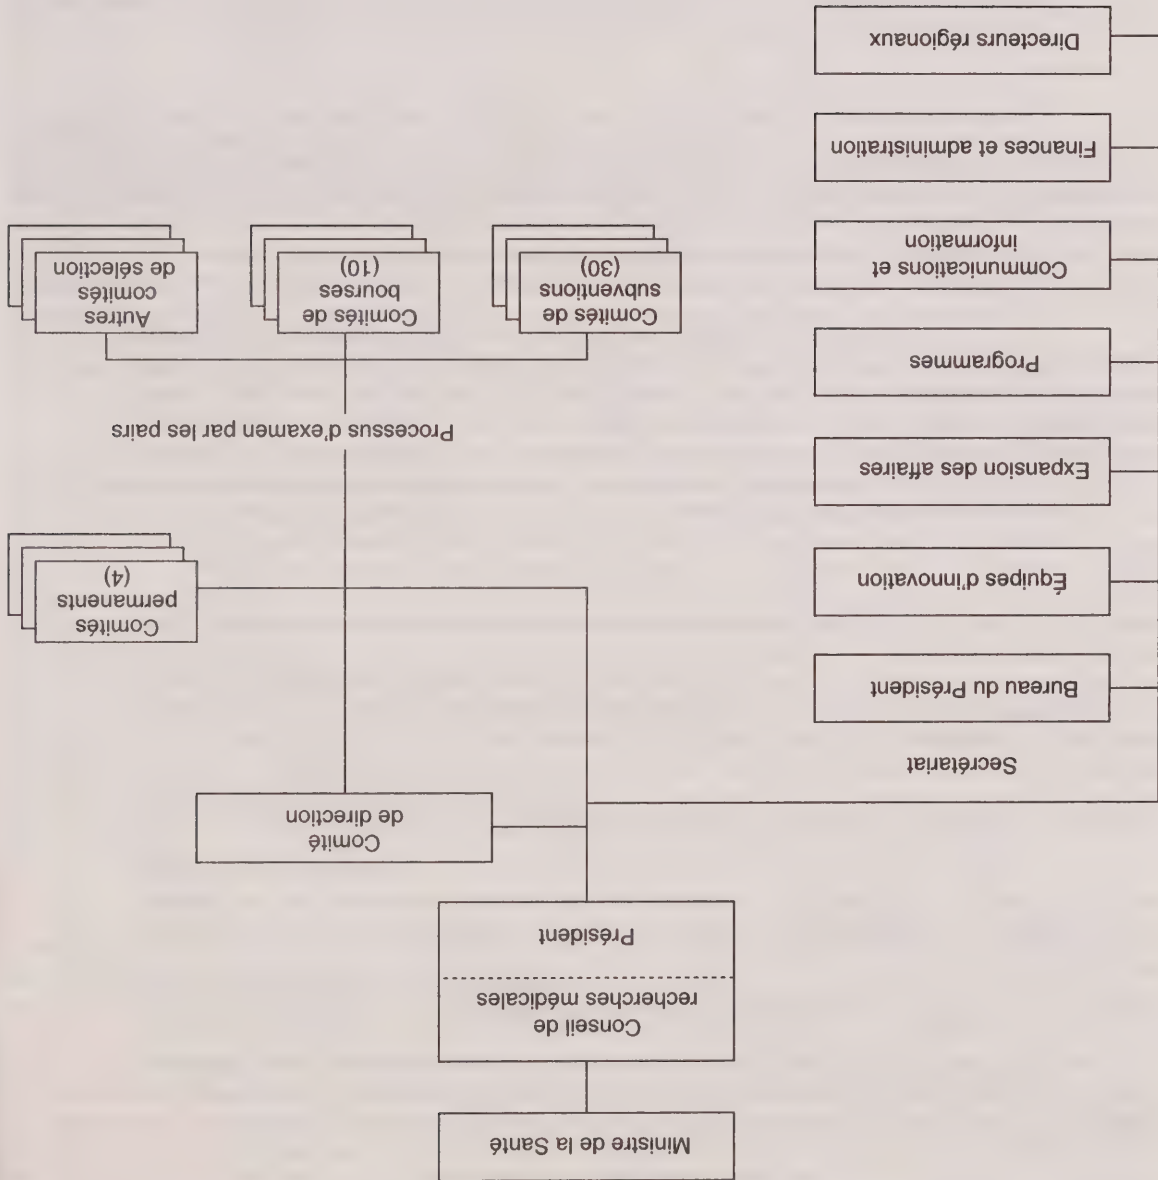 Ministre de la Santé
Conseil de
recherches médicales
Président
Comité
de direction
Secrétariat
Bureau du Président
Équipes d'innovation
Expansion des affaires
Programmes
Communications et
information
Finances et administration
Directeurs régionaux
Comités
permanents
(4)
Processus d'examen par les pairs
Comités de
subventions
(30)
Comités de
bourses
(10)
Autres
comités
de sélection